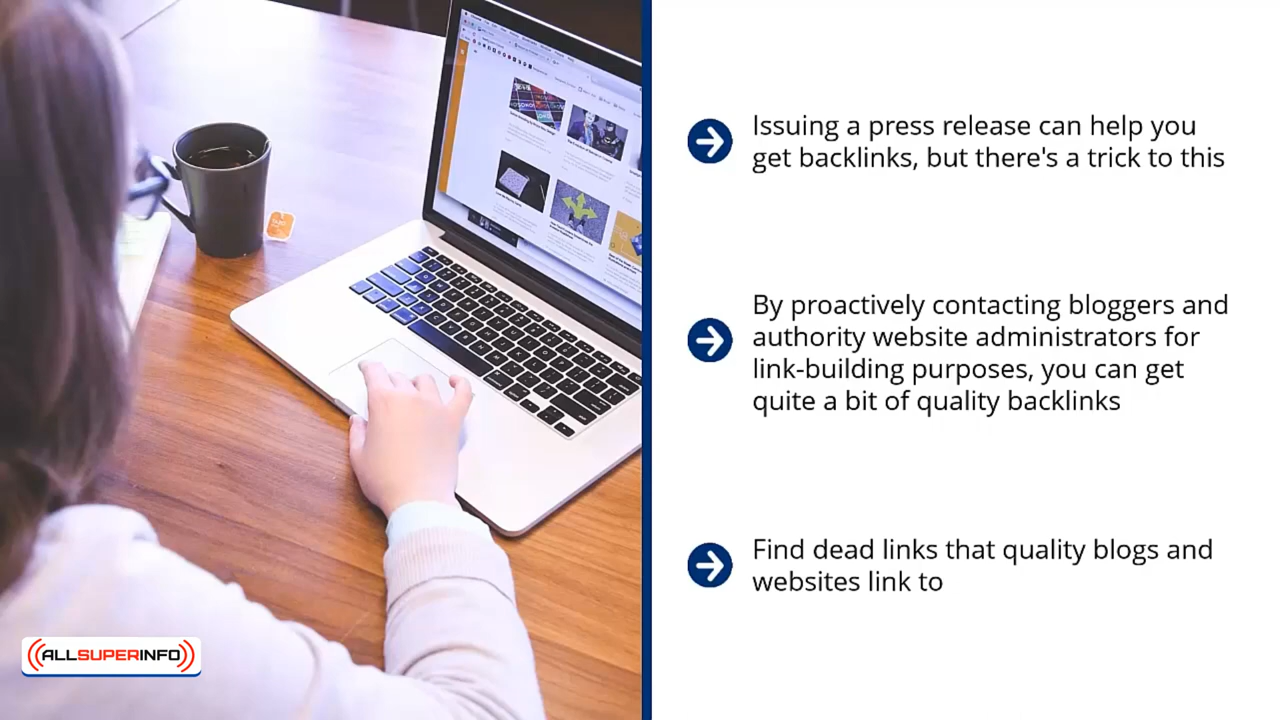 Issuing a press release can help you
get backlinks, but there's a trick to this
By proactively contacting bloggers and
authority website administrators for
link-building purposes, you can get
quite a bit of quality backlinks
Find dead links that quality blogs and
websites link to
ALLSUPERINFO